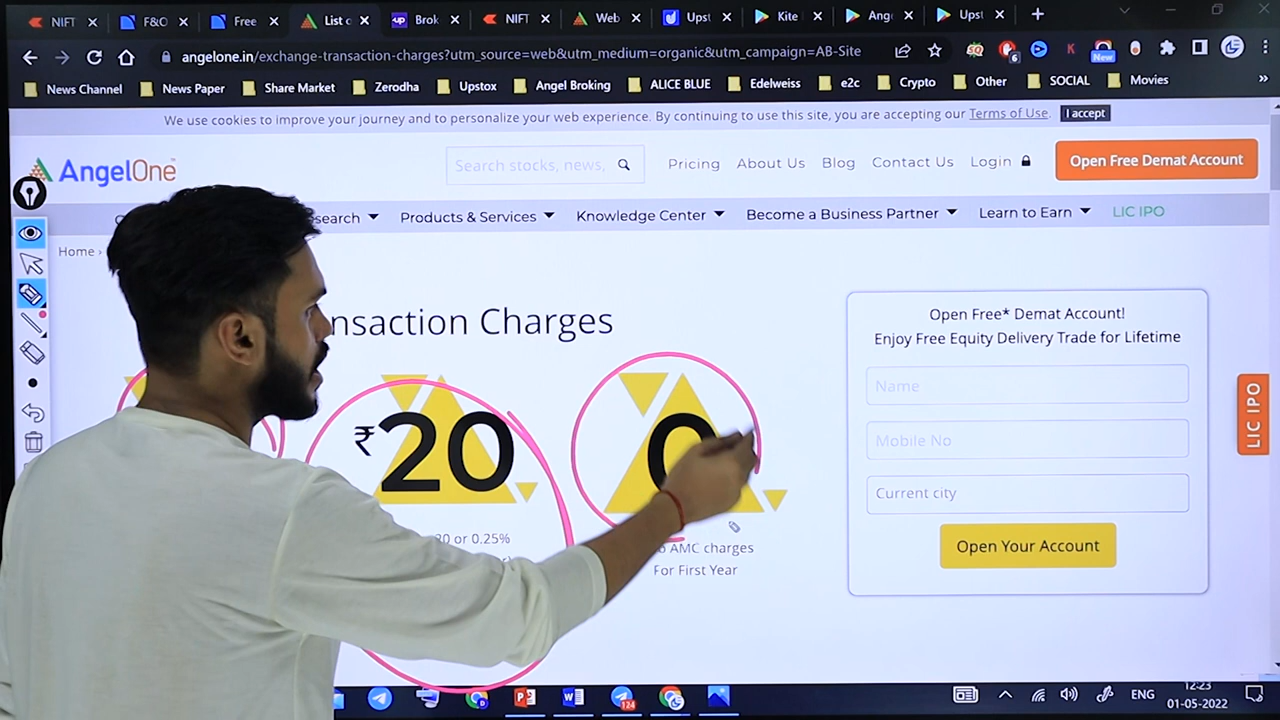 NIFT
F&O
Free
List o
Brok
NIFT
Web
Upst
Kite
Ang
Upst
angelone.in/exchange-transaction-charges?utm_source=web&utm_medium=organic&utm_campaign=AB-Site
6
K
New
News Channel
News Paper
Share Market
Zerodha
Upstox
Angel Broking
ALICE BLUE
Edelweiss
e2c
Crypto
Other
SOCIAL
Movies
We use cookies to improve your journey and to personalize your web experience. By continuing to use this site, you are accepting our Terms of Use.
I accept
AngelOne
Search stocks, news,
Pricing
About Us
Blog
Contact Us
Login
Open Free Demat Account
search
Products & Services
Knowledge Center
Become a Business Partner
Learn to Earn
LIC IPO
Home ›
nsaction Charges
Open Free* Demat Account!
Enjoy Free Equity Delivery Trade for Lifetime
Name
Mobile No
Current city
Open Your Account
LIC IPO
₹20
0
20 or 0.25%
AMC charges
For First Year
124
ENG
12:23
01-05-2022